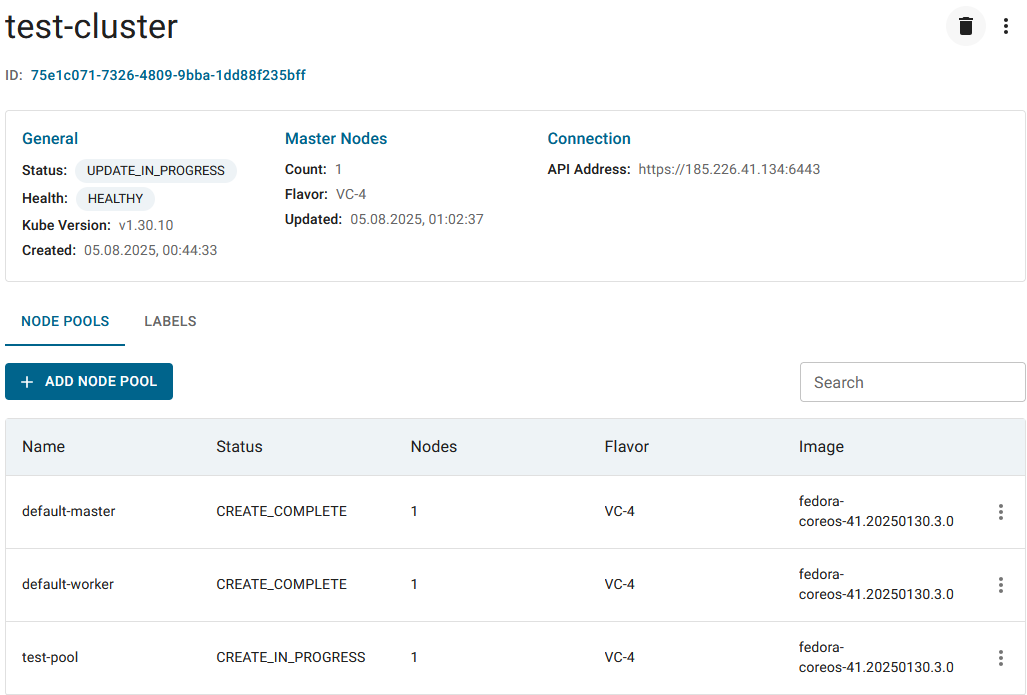 test-cluster
ID: 75e1c071-7326-4809-9bba-1dd88f235bff
General
Status: UPDATE_IN_PROGRESS
Health: HEALTHY
Kube Version: v1.30.10
Created: 05.08.2025, 00:44:33
Master Nodes
Count: 1
Flavor: VC-4
Updated: 05.08.2025, 01:02:37
Connection
API Address: https://185.226.41.134:6443
NODE POOLS LABELS
+ ADD NODE POOL
Search
Name Status Nodes Flavor Image
default-master CREATE_COMPLETE 1 VC-4 fedora-
coreos-41.20250130.3.0
default-worker CREATE_COMPLETE 1 VC-4 fedora-
coreos-41.20250130.3.0
test-pool CREATE_IN_PROGRESS 1 VC-4 fedora-
coreos-41.20250130.3.0